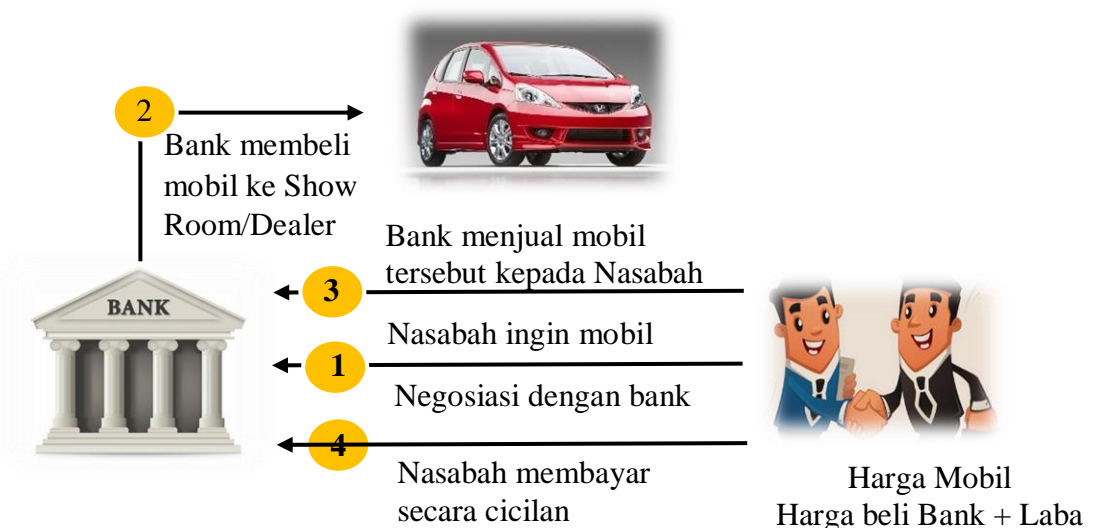 2
Bank membeli
mobil ke Show
Room/Dealer
Bank menjual mobil
tersebut kepada Nasabah
3
BANK
Nasabah ingin mobil
1
Negosiasi dengan bank
4
Nasabah membayar
secara cicilan
Harga Mobil
Harga beli Bank + Laba